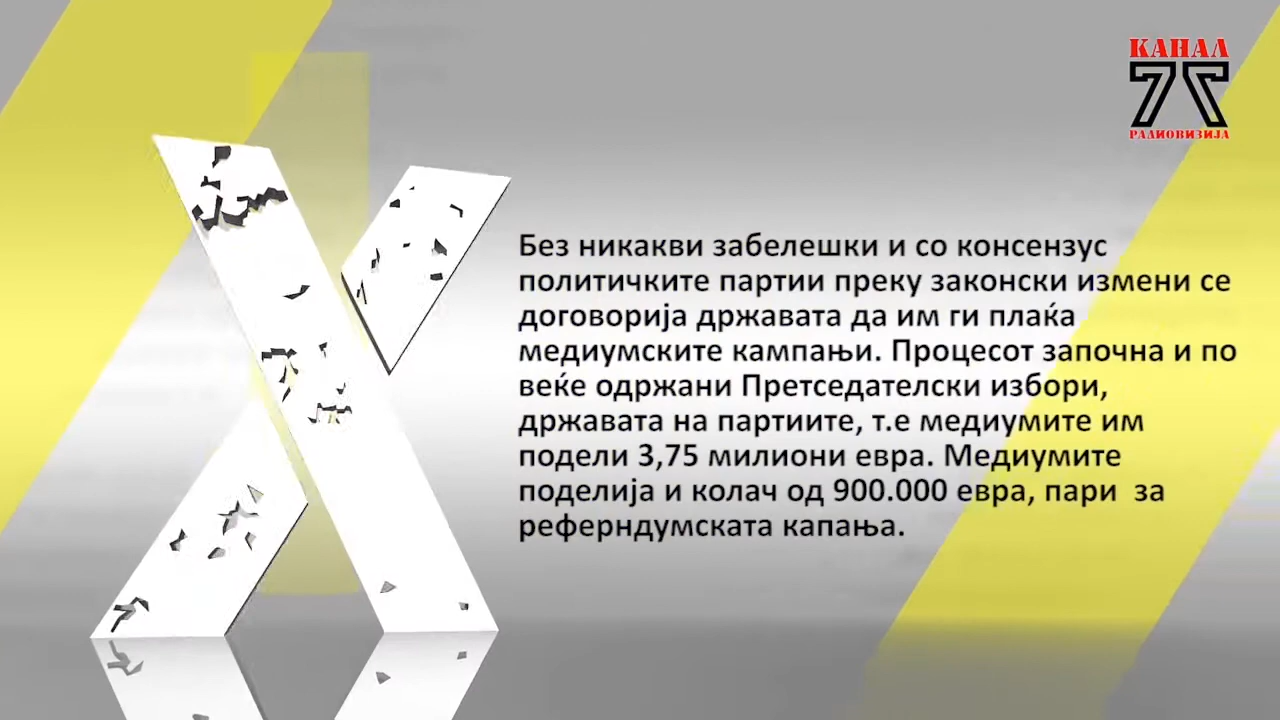 КАНАЛ
77
РАДИОВИЗИЈА
Без никакви забелешки и со консензус
политичките партии преку законски измени се
договорија државата да им ги плаќа
медиумските кампањи. Процесот започна и по
веќе одржани Претседателски избори,
државата на партиите, т.е медиумите им
подели 3,75 милиони евра. Медиумите
поделија и колач од 900.000 евра, пари  за
реферндумската капања.